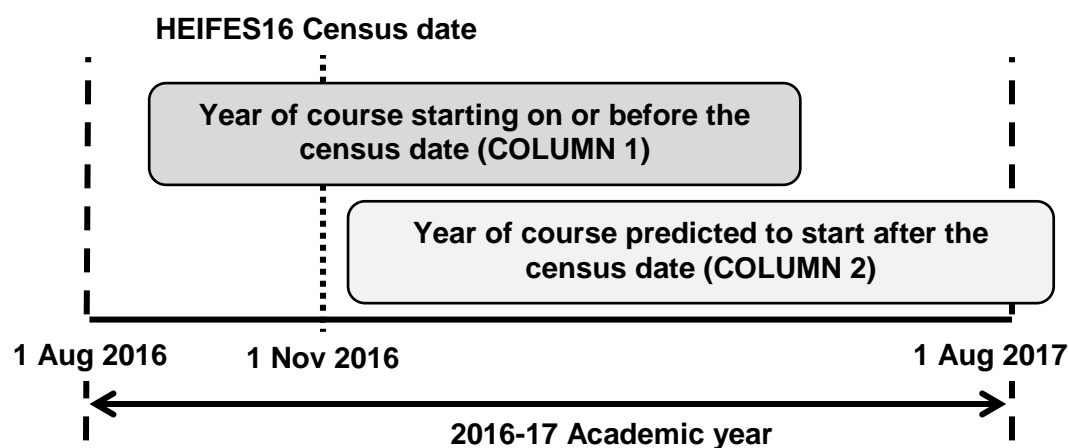 HEIFES16 Census date
Year of course starting on or before the
census date (COLUMN 1)
Year of course predicted to start after the
census date (COLUMN 2)
1 Aug 2016
1 Nov 2016
1 Aug 2017
2016-17 Academic year